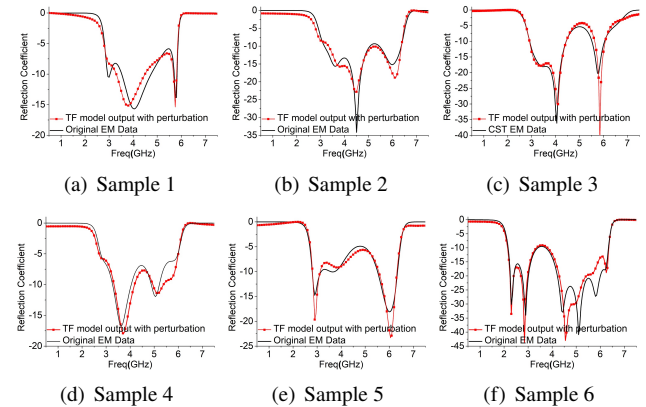 0
-5
-10
-15
-20
Reflection Coefficient
TF model output with perturbation
Original EM Data
1 2 3 4 5 6 7
Freq(GHz)
(a) Sample 1
0
-5
-10
-15
-20
-25
-30
-35
Reflection Coefficient
TF model output with perturbation
Original EM Data
1 2 3 4 5 6 7
Freq(GHz)
(b) Sample 2
0
-5
-10
-15
-20
-25
-30
-35
-40
Reflection Coefficient
TF model output with perturbation
CST EM Data
1 2 3 4 5 6 7
Freq(GHz)
(c) Sample 3
0
-5
-10
-15
-20
Reflection Coefficient
TF model output with perturbation
Original EM Data
1 2 3 4 5 6 7
Freq(GHz)
(d) Sample 4
0
-5
-10
-15
-20
-25
Reflection Coefficient
TF model output with perturbation
Original EM Data
1 2 3 4 5 6 7
Freq(GHz)
(e) Sample 5
0
-5
-10
-15
-20
-25
-30
-35
-40
-45
Reflection Coefficient
TF model output with perturbation
Original EM Data
1 2 3 4 5 6 7
Freq(GHz)
(f) Sample 6